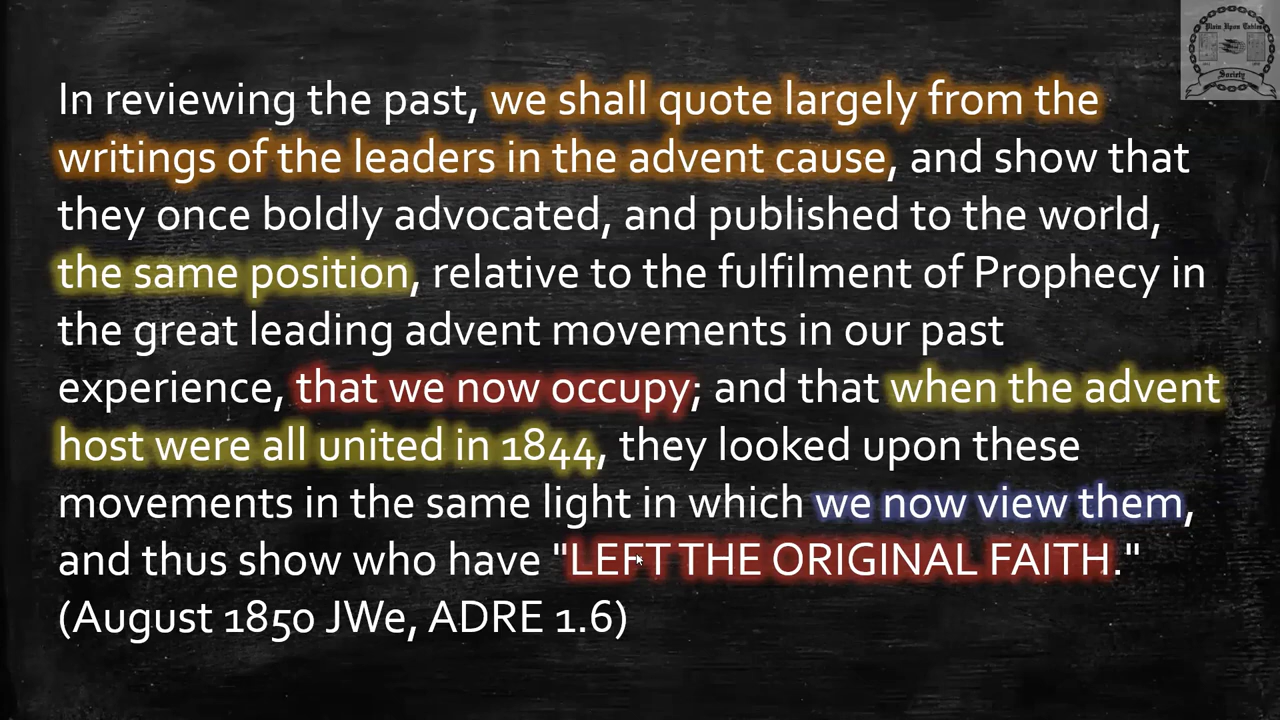 Plain Upon Tables
Society
In reviewing the past, we shall quote largely from the
writings of the leaders in the advent cause, and show that
they once boldly advocated, and published to the world,
the same position, relative to the fulfilment of Prophecy in
the great leading advent movements in our past
experience, that we now occupy; and that when the advent
host were all united in 1844, they looked upon these
movements in the same light in which we now view them,
and thus show who have "LEFT THE ORIGINAL FAITH."
(August 1850 JWe, ADRE 1.6)